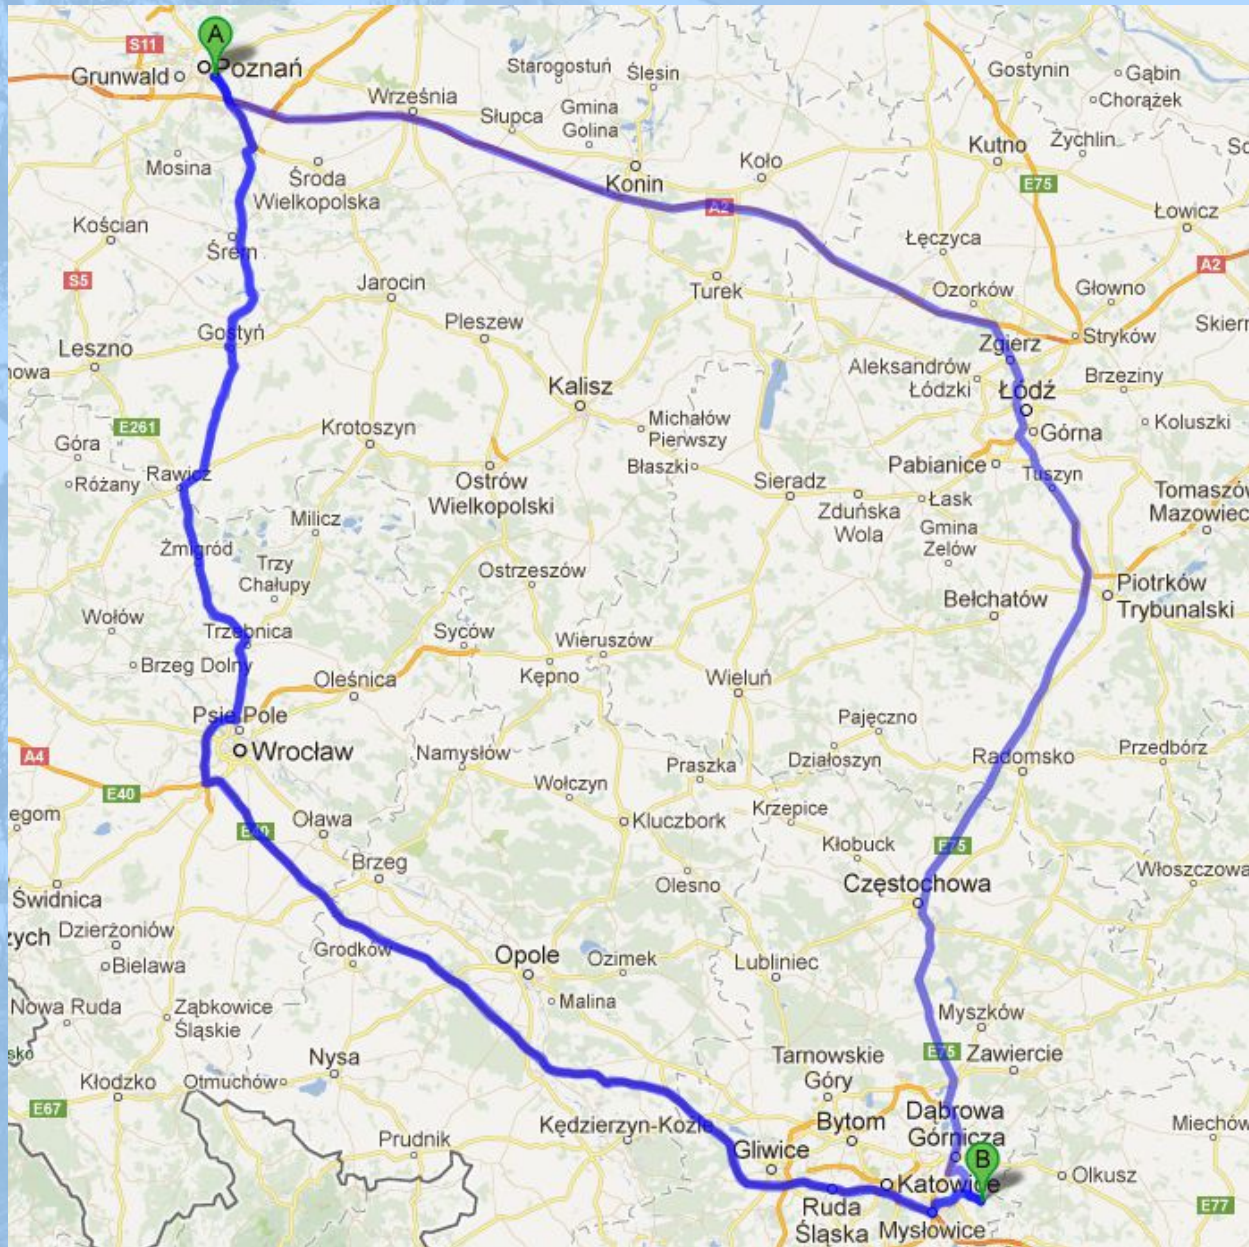 A
S11
Poznań
Grunwald
Starogostuń
Ślesin
Gostynin
Gąbin
Chorążek
Września
Słupca
Gmina
Golina
Kutno
Żychlin
Sc
Mosina
Środa
Wielkopolska
Konin
Koło
E75
A2
Łowicz
Kościan
Śrem
Łęczyca
S5
Jarocin
Turek
Ozorków
Głowno
A2
Gostyń
Pleszew
Stryków
Skiern
Leszno
nowa
Zgierz
Aleksandrów
Łódzki
Kalisz
Brzeziny
Łódź
E261
Krotoszyn
Michałów
Pierwszy
Górna
Koluszki
Góra
Rawicz
Błaszki
Pabianice
Różany
Ostrów
Wielkopolski
Sieradz
Tuszyn
Zduńska
Wola
Łask
Tomaszów
Mazowiec
Milicz
Gmina
Zelów
Żmigród
Trzy
Chałupy
Ostrzeszów
Piotrków
Trybunalski
Wołów
Bełchatów
Trzebnica
Syców
Wieruszów
Brzeg Dolny
Oleśnica
Kępno
Wieluń
Psie Pole
Pajęczno
Wrocław
Namysłów
Działoszyn
Radomsko
Przedbórz
A4
E40
Wołczyn
Praszka
Krzepice
egom
E40
Oława
Kluczbork
Kłobuck
E75
Brzeg
Olesno
Częstochowa
Włoszczowa
Świdnica
zych
Dzierżoniów
Bielawa
Grodków
Opole
Ozimek
Lubliniec
Malina
Nowa Ruda
Ząbkowice
Śląskie
Myszków
sko
Nysa
Tarnowskie
Góry
E75
Zawiercie
Kłodzko
Otmuchów
E67
Dąbrowa
Górnicza
Bytom
Miechów
Prudnik
Kędzierzyn-Koźle
Gliwice
B
Olkusz
Katowice
E77
Ruda
Śląska
Mysłowice